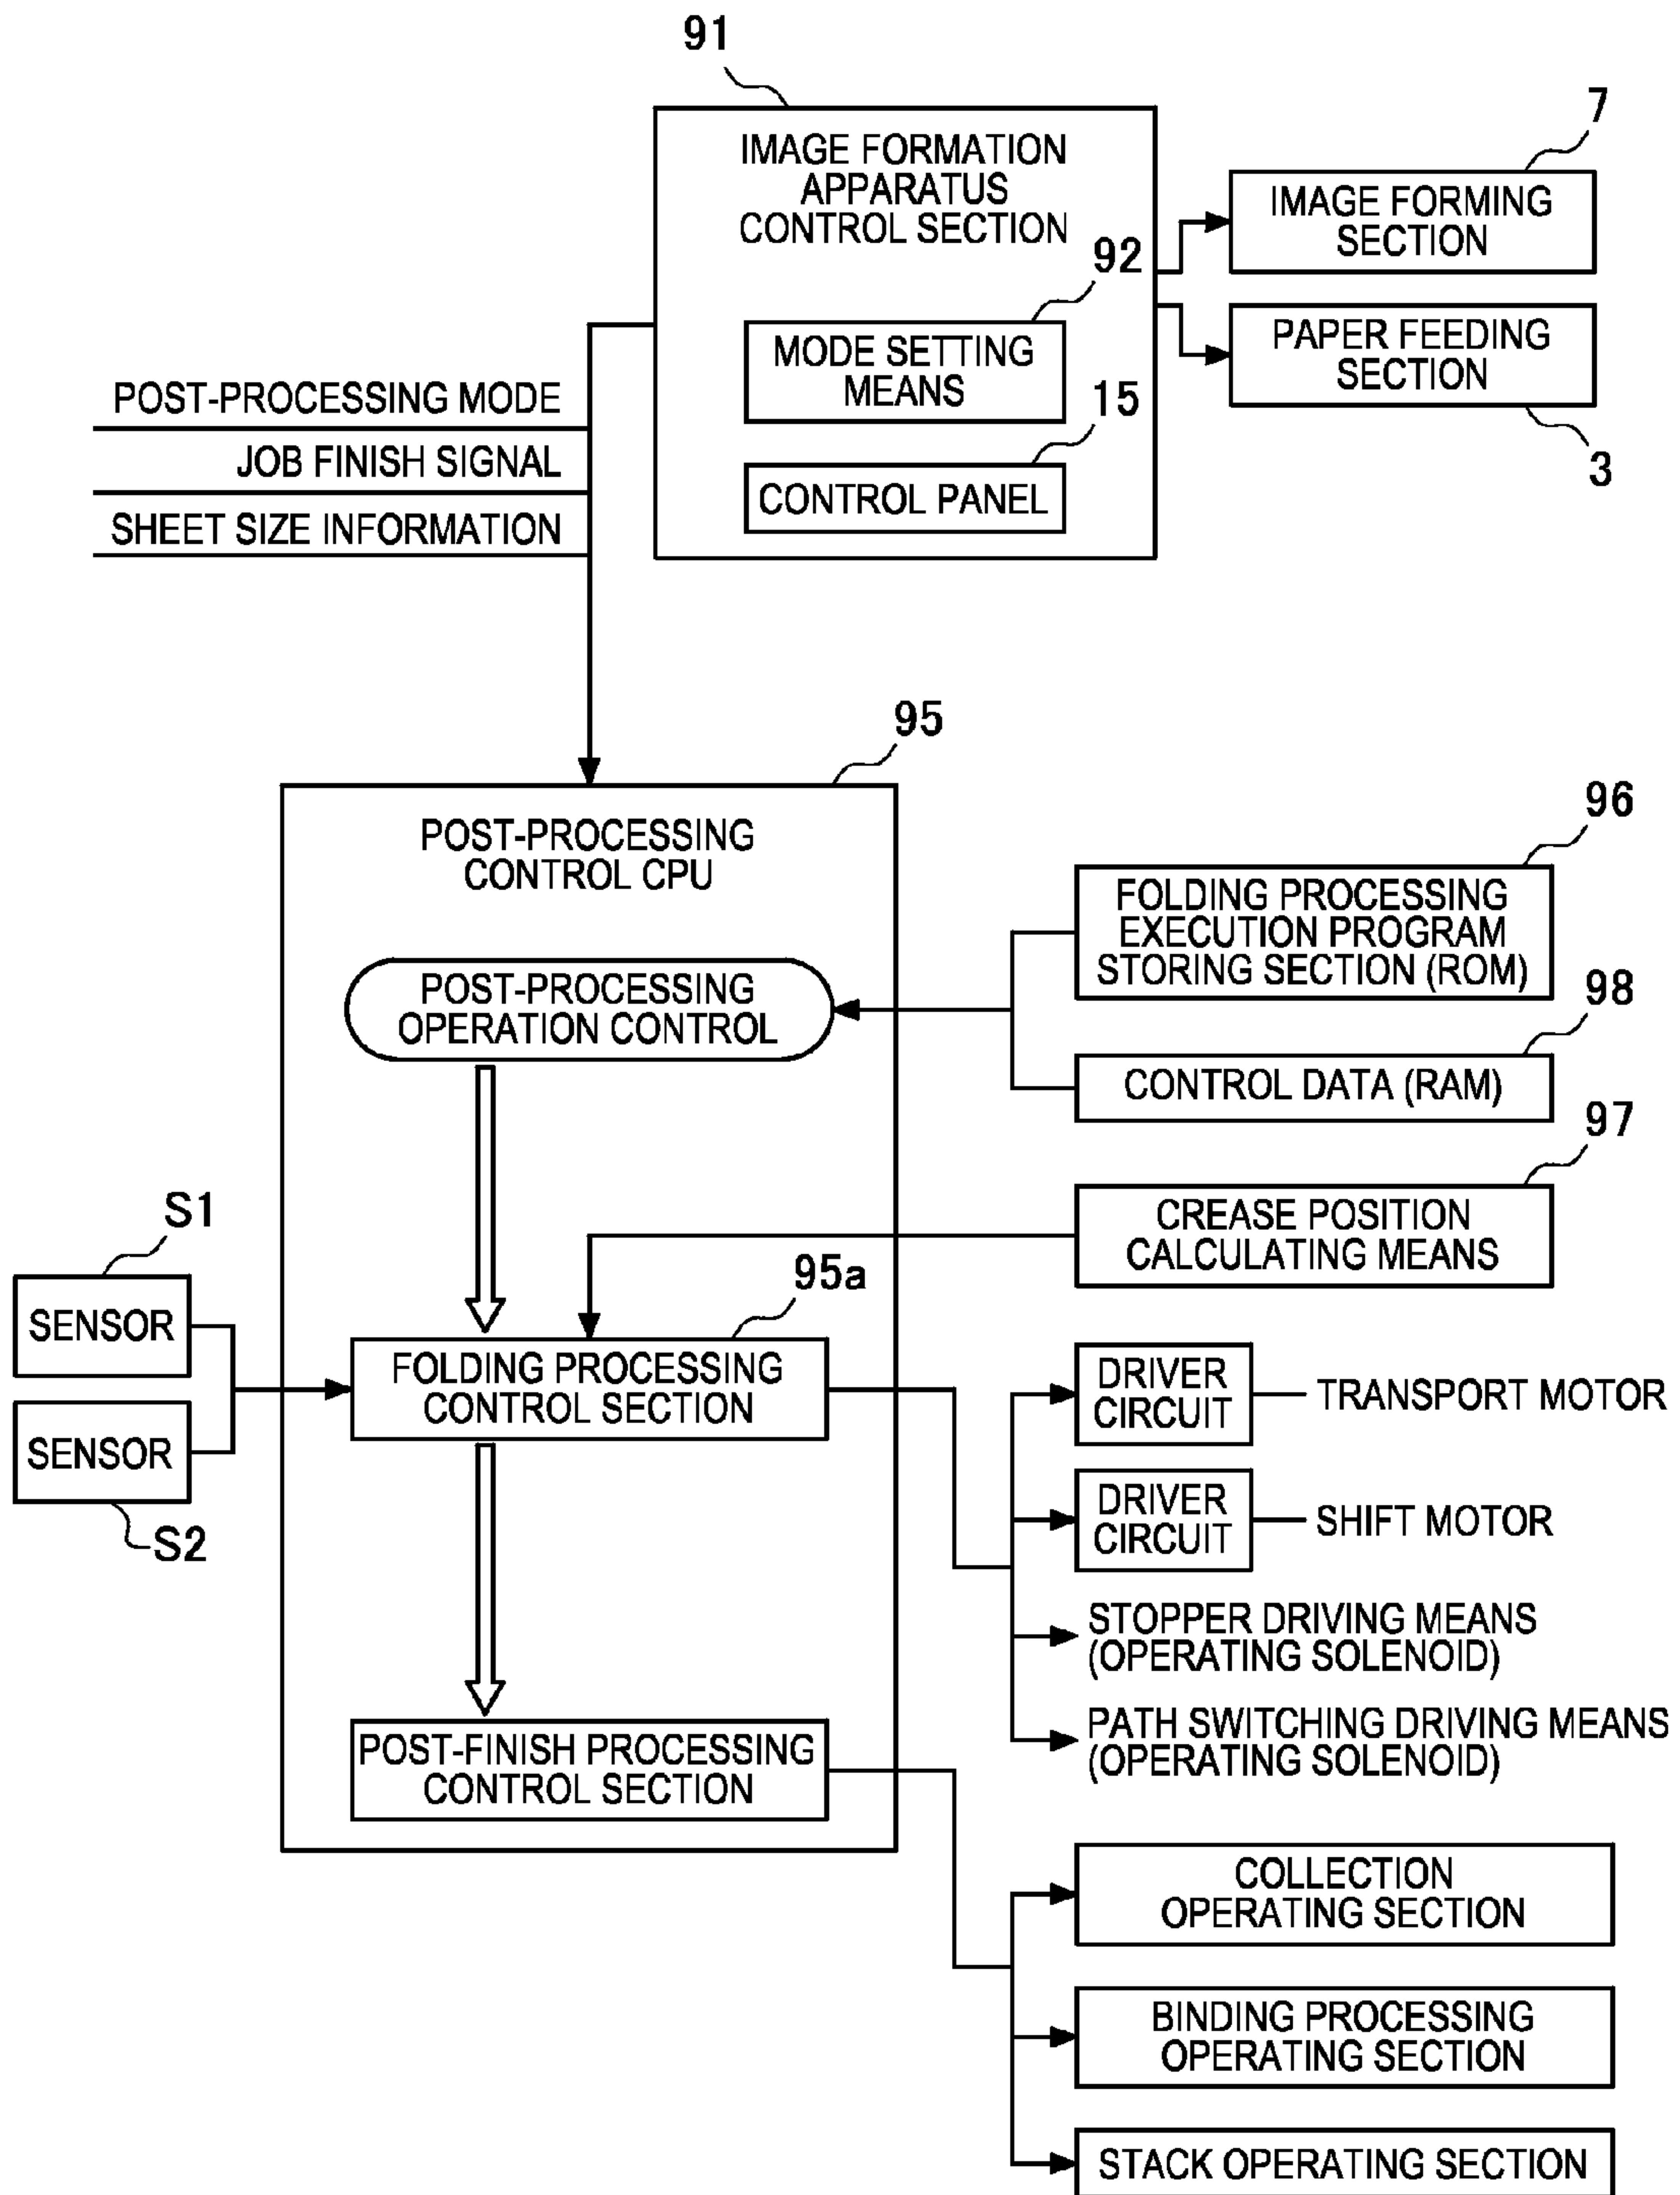 91
IMAGE FORMATION
APPARATUS
CONTROL SECTION
92
MODE SETTING
MEANS
15
CONTROL PANEL
7
IMAGE FORMING
SECTION
PAPER FEEDING
SECTION
3
POST-PROCESSING MODE
JOB FINISH SIGNAL
SHEET SIZE INFORMATION
95
POST-PROCESSING
CONTROL CPU
POST-PROCESSING
OPERATION CONTROL
96
FOLDING PROCESSING
EXECUTION PROGRAM
STORING SECTION (ROM)
98
CONTROL DATA (RAM)
97
CREASE POSITION
CALCULATING MEANS
S1
SENSOR
SENSOR
S2
95a
FOLDING PROCESSING
CONTROL SECTION
DRIVER
CIRCUIT
TRANSPORT MOTOR
DRIVER
CIRCUIT
SHIFT MOTOR
STOPPER DRIVING MEANS
(OPERATING SOLENOID)
PATH SWITCHING DRIVING MEANS
(OPERATING SOLENOID)
POST-FINISH PROCESSING
CONTROL SECTION
COLLECTION
OPERATING SECTION
BINDING PROCESSING
OPERATING SECTION
STACK OPERATING SECTION